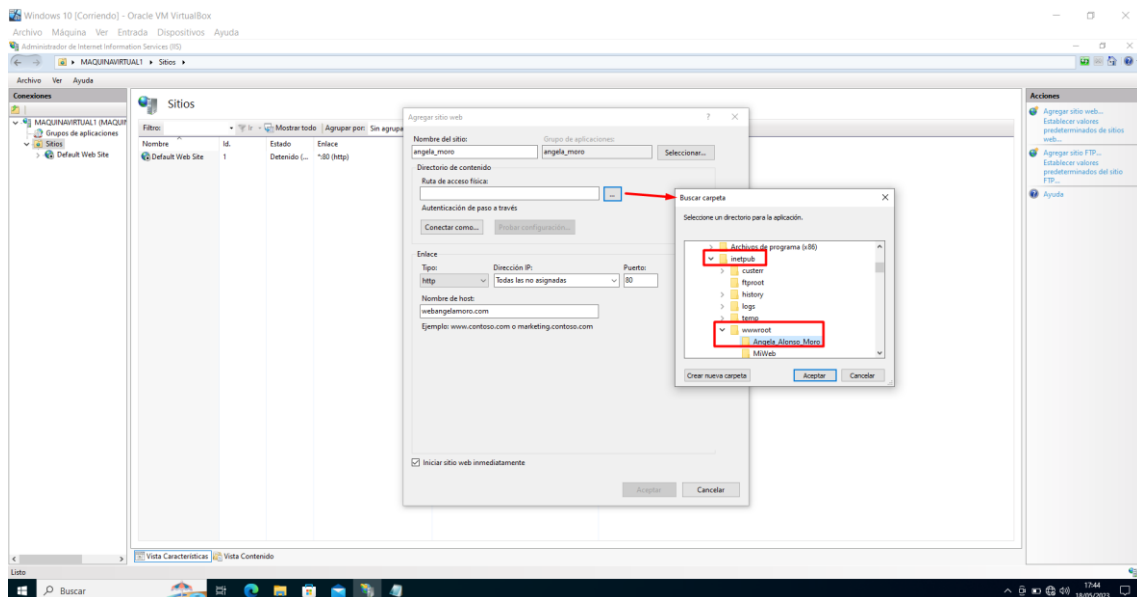 Windows 10 [Corriendo] - Oracle VM VirtualBox
Archivo Máquina Ver Entrada Dispositivos Ayuda
Administrador de Internet Information Services (IIS)
MAQUINAVIRTUAL1 Sitios
Archivo Ver Ayuda
Conexiones
MAQUINAVIRTUAL1 (MAQUIN
Grupos de aplicaciones
Sitios
Default Web Site
Sitios
Filtro: Ir Mostrar todo Agrupar por: Sin agrupa
Nombre Id. Estado Enlace
Default Web Site 1 Detenido (... *:80 (http)
Agregar sitio web ?
Nombre del sitio: Grupo de aplicaciones:
angela_moro angela_moro Seleccionar...
Directorio de contenido
Ruta de acceso física:
...
Autenticación de paso a través
Conectar como... Probar configuración...
Enlace
Tipo: Dirección IP: Puerto:
http Todas las no asignadas 80
Nombre de host:
webangelamoro.com
Ejemplo: www.contoso.com o marketing.contoso.com
Iniciar sitio web inmediatamente
Aceptar Cancelar
Buscar carpeta
Seleccione un directorio para la aplicación.
Archivos de programa (x86)
inetpub
custerr
ftproot
history
logs
temp
wwwroot
Angela_Alonso_Moro
MiWeb
Crear nueva carpeta Aceptar Cancelar
Acciones
Agregar sitio web...
Establecer valores
predeterminados de sitios
web...
Agregar sitio FTP...
Establecer valores
predeterminados del sitio
FTP...
Ayuda
Vista Características Vista Contenido
Listo
Buscar
17:44
18/05/2023